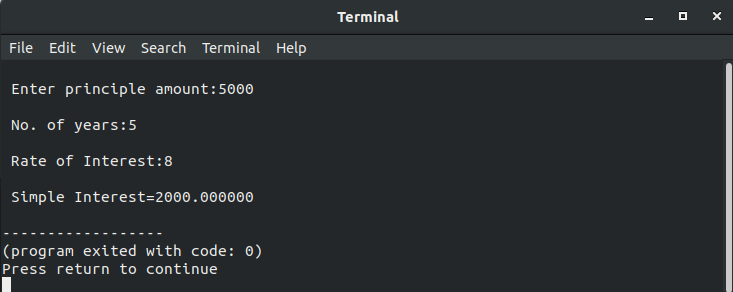 Terminal
File Edit View Search Terminal Help
Enter principle amount:5000
No. of years:5
Rate of Interest:8
Simple Interest=2000.000000
------------------
(program exited with code: 0)
Press return to continue